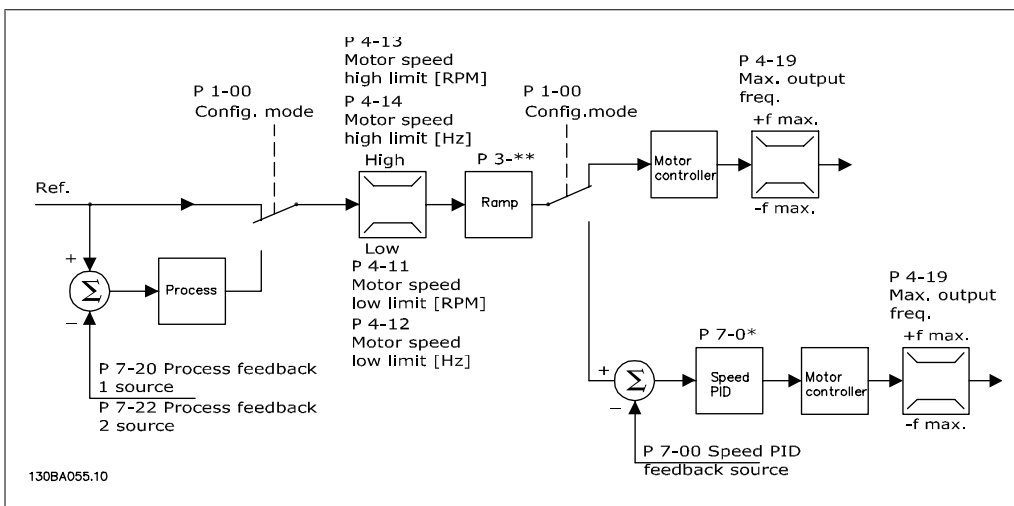 P 4-13
Motor speed
high limit [RPM]
P 4-14
Motor speed
high limit [Hz]
P 1-00
Config. mode
P 1-00
Config.mode
P 4-19
Max. output
freq.
+f max.
-f max.
High
Low
P 3-**
Ramp
Motor
controller
Ref.
+
Σ
−
Process
P 4-11
Motor speed
low limit [RPM]
P 4-12
Motor speed
low limit [Hz]
P 7-20 Process feedback
1 source
P 7-22 Process feedback
2 source
P 4-19
Max. output
freq.
+f max.
-f max.
P 7-0*
+
Σ
−
Speed
PID
Motor
controller
P 7-00 Speed PID
feedback source
130BA055.10